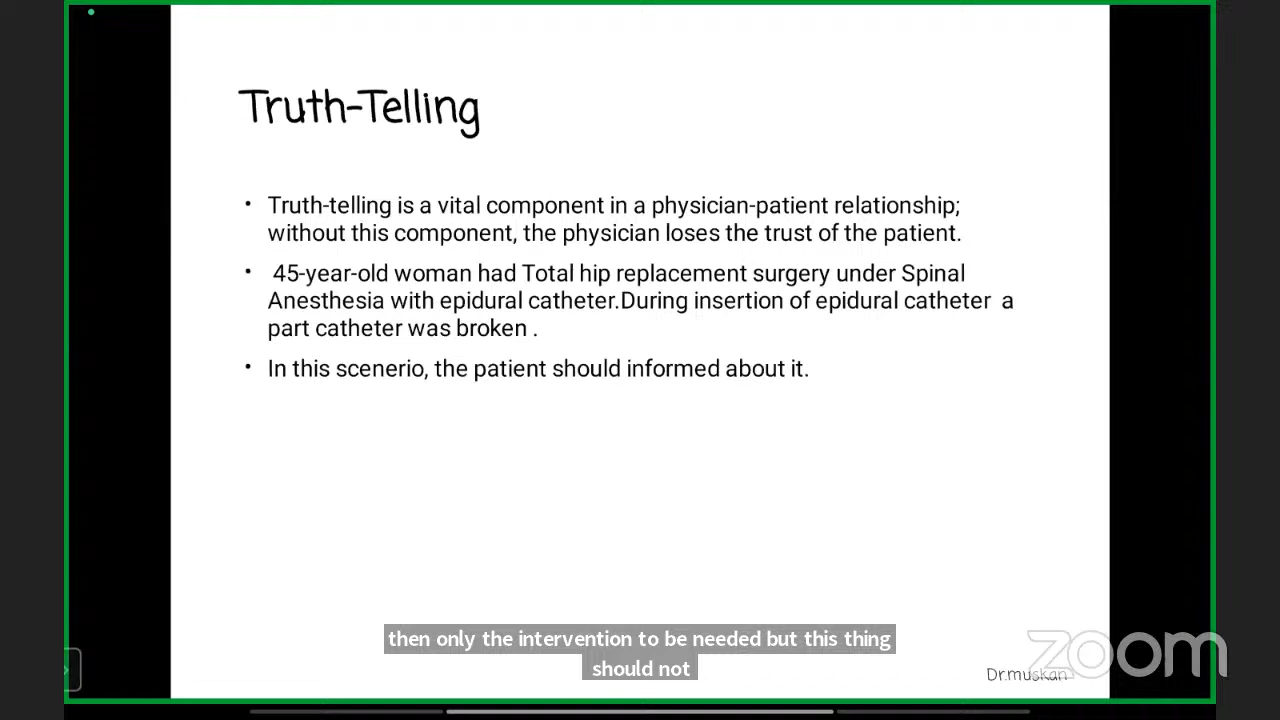 Truth-Telling
• Truth-telling is a vital component in a physician-patient relationship;
without this component, the physician loses the trust of the patient.
• 45-year-old woman had Total hip replacement surgery under Spinal
Anesthesia with epidural catheter.During insertion of epidural catheter a
part catheter was broken .
• In this scenerio, the patient should informed about it.
then only the intervention to be needed but this thing
should not
zoom
Dr.muskan